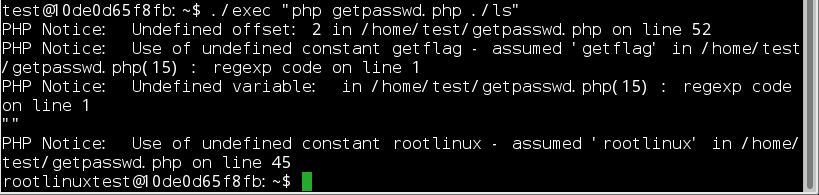 test@10de0d65f8fb:~$ ./exec "php getpasswd.php ./ls"
PHP Notice:  Undefined offset: 2 in /home/test/getpasswd.php on line 52
PHP Notice:  Use of undefined constant getflag - assumed 'getflag' in /home/test
/getpasswd.php(15) : regexp code on line 1
PHP Notice:  Undefined variable:  in /home/test/getpasswd.php(15) : regexp code
on line 1
""
PHP Notice:  Use of undefined constant rootlinux - assumed 'rootlinux' in /home/
test/getpasswd.php on line 45
rootlinuxtest@10de0d65f8fb:~$